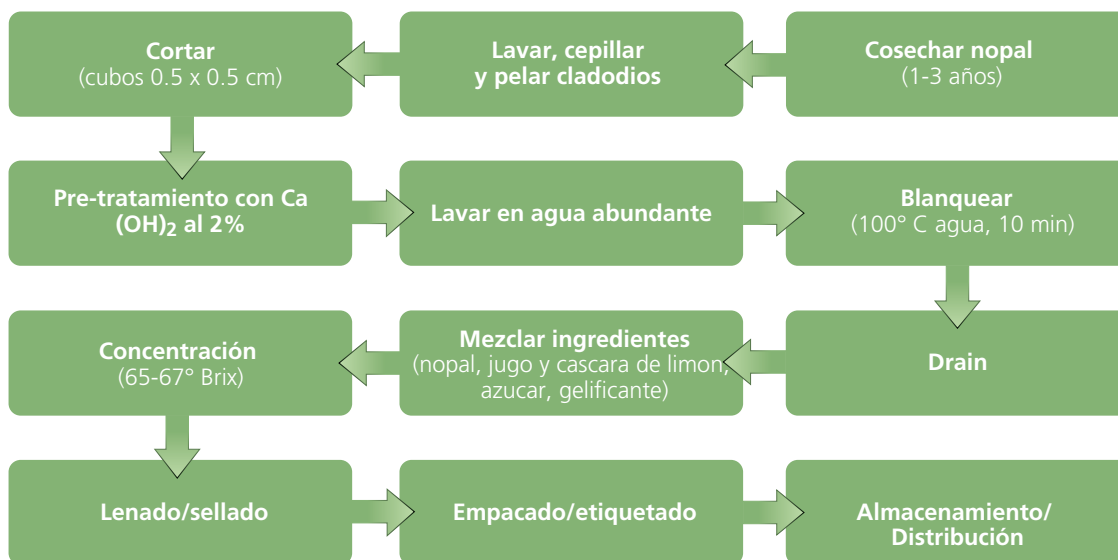 Cosechar nopal
(1-3 años)
Lavar, cepillar
y pelar cladodios
Cortar
(cubos 0.5 x 0.5 cm)
Pre-tratamiento con Ca
(OH)₂ al 2%
Lavar en agua abundante
Blanquear
(100° C agua, 10 min)
Drain
Mezclar ingredientes
(nopal, jugo y cascara de limon,
azucar, gelificante)
Concentración
(65-67° Brix)
Lenado/sellado
Empacado/etiquetado
Almacenamiento/
Distribución